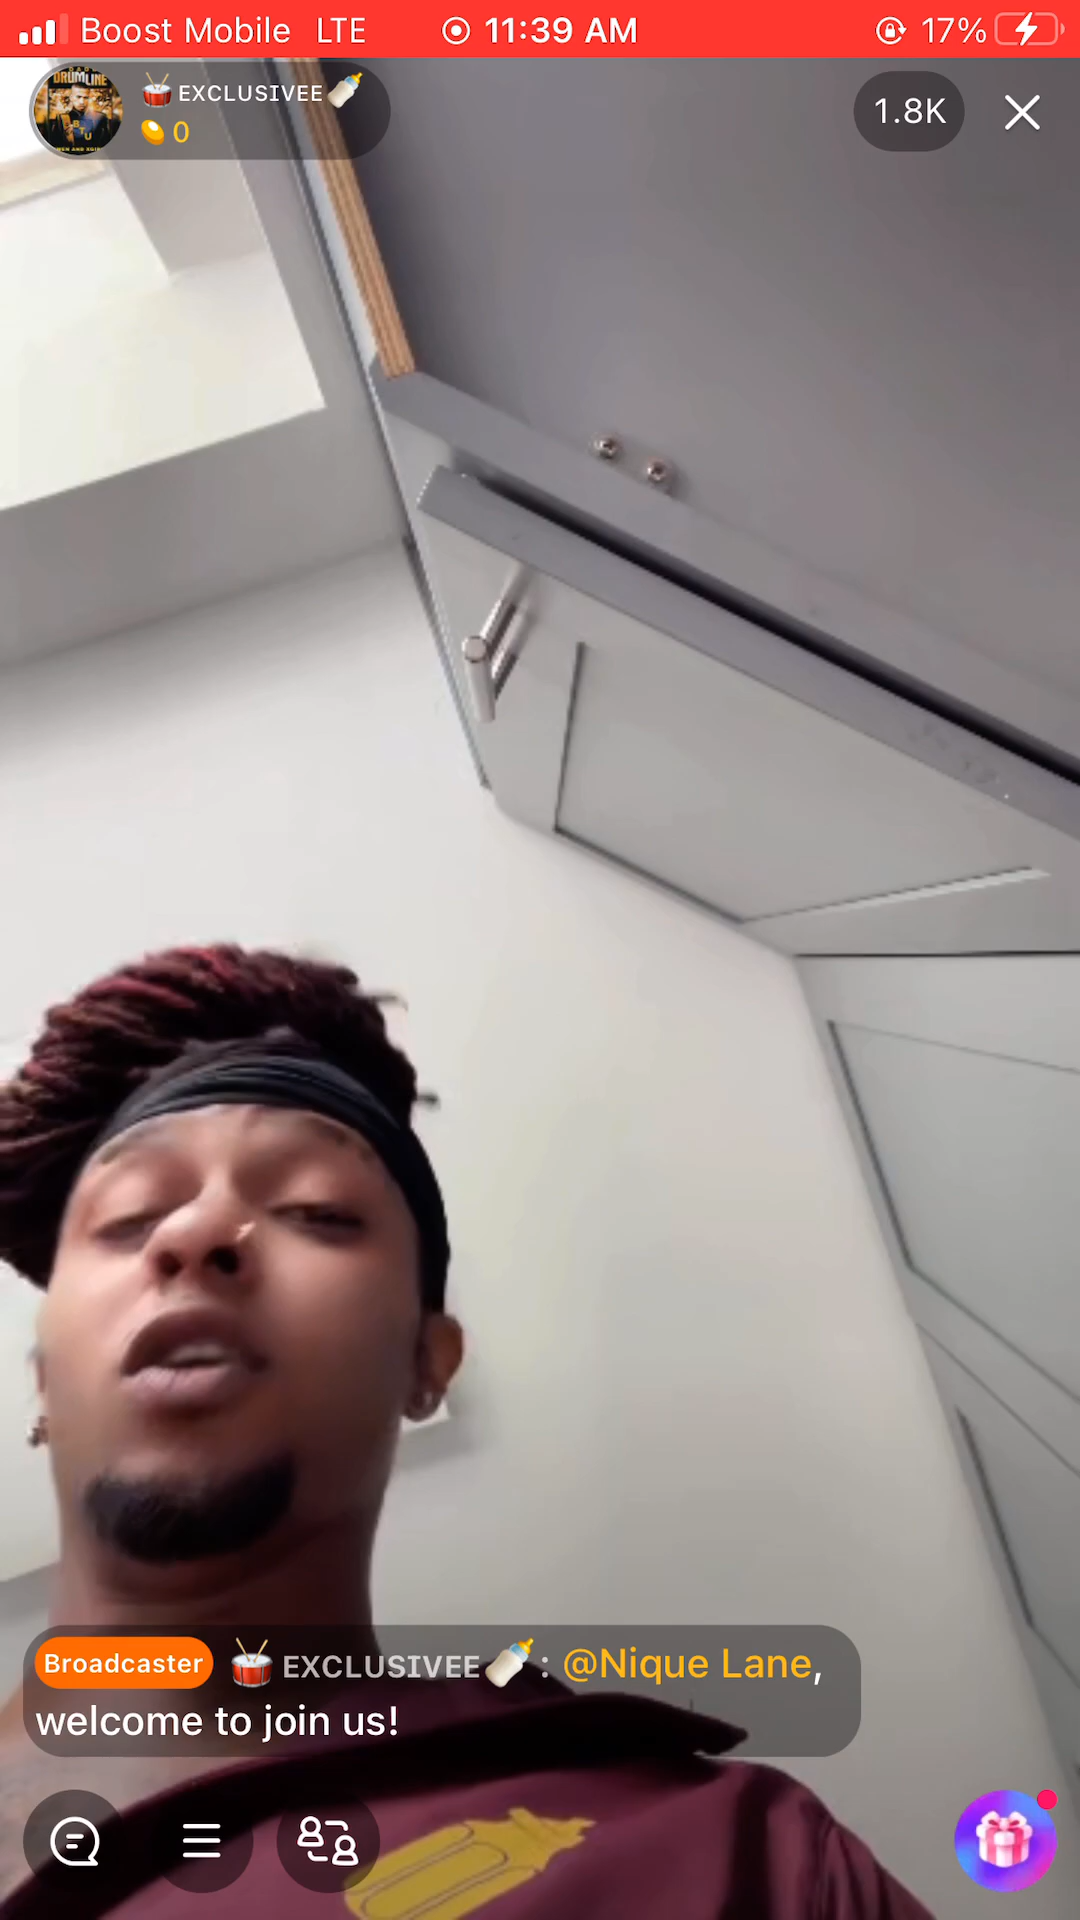 Boost Mobile LTE 11:39 AM 17%
DRUMLINE
🥁 EXCLUSIVEE🍼
0
1.8K
BTU
Broadcaster 🥁 EXCLUSIVEE🍼 : @Nique Lane,
welcome to join us!